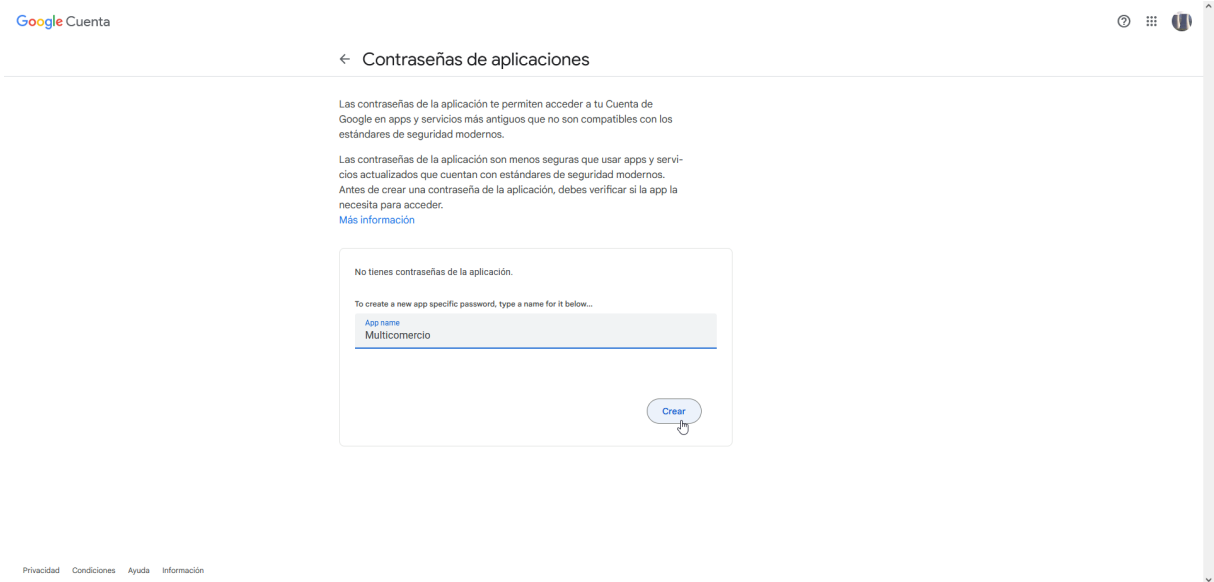 Google Cuenta
Contraseñas de aplicaciones
Las contraseñas de la aplicación te permiten acceder a tu Cuenta de
Google en apps y servicios más antiguos que no son compatibles con los
estándares de seguridad modernos.
Las contraseñas de la aplicación son menos seguras que usar apps y servi-
cios actualizados que cuentan con estándares de seguridad modernos.
Antes de crear una contraseña de la aplicación, debes verificar si la app la
necesita para acceder.
Más información
No tienes contraseñas de la aplicación.
To create a new app specific password, type a name for it below...
App name
Multicomercio
Crear
Privacidad Condiciones Ayuda Información